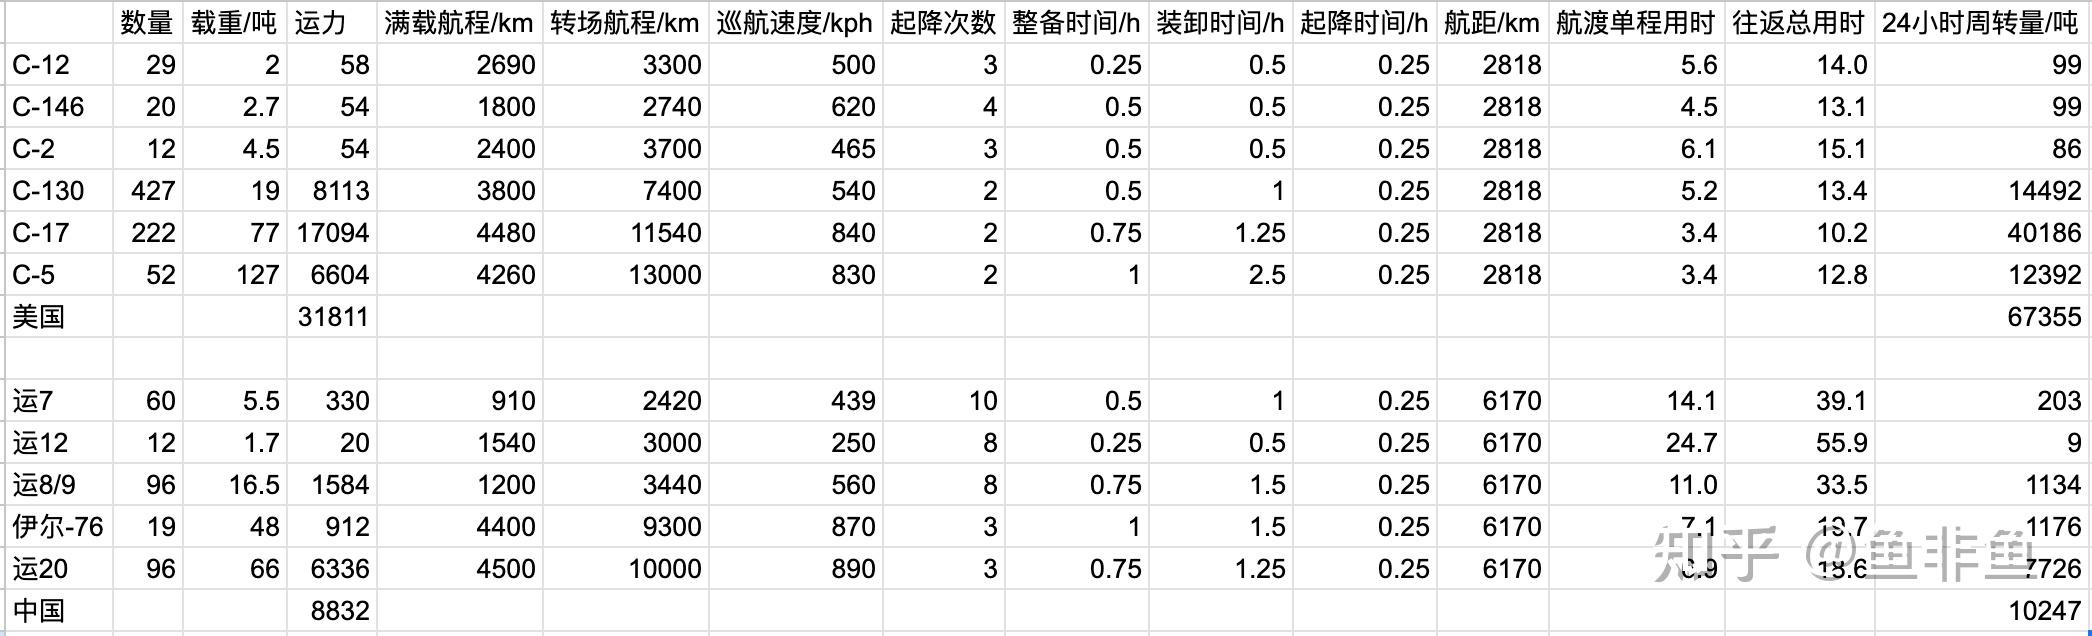 数量 载重/吨 运力 满载航程/km 转场航程/km 巡航速度/kph 起降次数 整备时间/h 装卸时间/h 起降时间/h 航距/km 航渡单程用时 往返总用时 24小时周转量/吨
C-12 29 2 58 2690 3300 500 3 0.25 0.5 0.25 2818 5.6 14.0 99
C-146 20 2.7 54 1800 2740 620 4 0.5 0.5 0.25 2818 4.5 13.1 99
C-2 12 4.5 54 2400 3700 465 3 0.5 0.5 0.25 2818 6.1 15.1 86
C-130 427 19 8113 3800 7400 540 2 0.5 1 0.25 2818 5.2 13.4 14492
C-17 222 77 17094 4480 11540 840 2 0.75 1.25 0.25 2818 3.4 10.2 40186
C-5 52 127 6604 4260 13000 830 2 1 2.5 0.25 2818 3.4 12.8 12392
美国 31811 67355
运7 60 5.5 330 910 2420 439 10 0.5 1 0.25 6170 14.1 39.1 203
运12 12 1.7 20 1540 3000 250 8 0.25 0.5 0.25 6170 24.7 55.9 9
运8/9 96 16.5 1584 1200 3440 560 8 0.75 1.5 0.25 6170 11.0 33.5 1134
伊尔-76 19 48 912 4400 9300 870 3 1 1.5 0.25 6170 7.1 19.7 1176
运20 96 66 6336 4500 10000 890 3 0.75 1.25 0.25 6170 6.9 18.6 7726
知乎 @鱼非鱼
中国 8832 10247